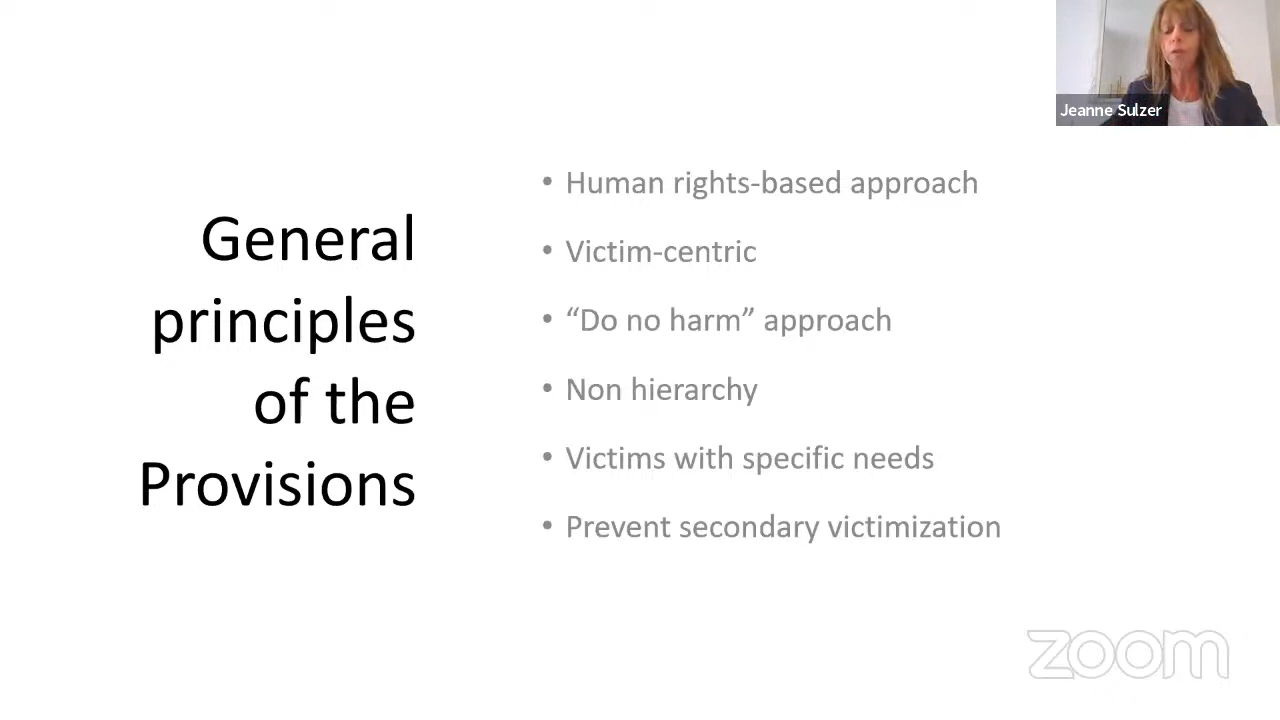 Jeanne Sulzer
General
principles
of the
Provisions
• Human rights-based approach
• Victim-centric
• “Do no harm” approach
• Non hierarchy
• Victims with specific needs
• Prevent secondary victimization
zoom